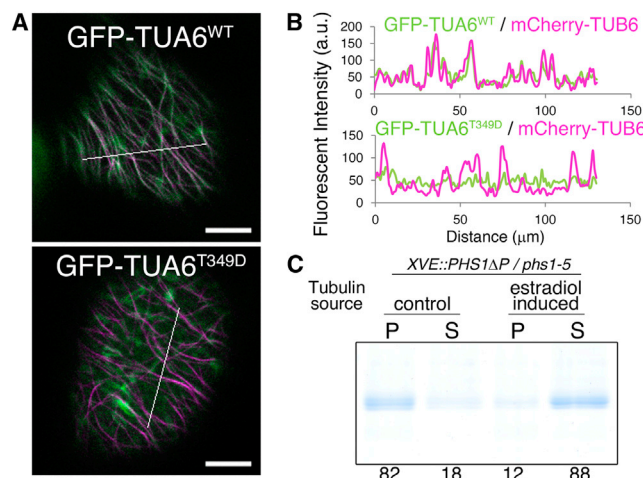 A
GFP-TUA6WT
GFP-TUA6T349D
B
GFP-TUA6WT / mCherry-TUB6
200
150
100
50
0
0 50 100 150
GFP-TUA6T349D / mCherry-TUB6
150
100
50
0
0 50 100 150
Fluorescent Intensity (a.u.)
Distance (μm)
C
XVE::PHS1ΔP / phs1-5
Tubulin source
control
estradiol induced
P S P S
82 18 12 88